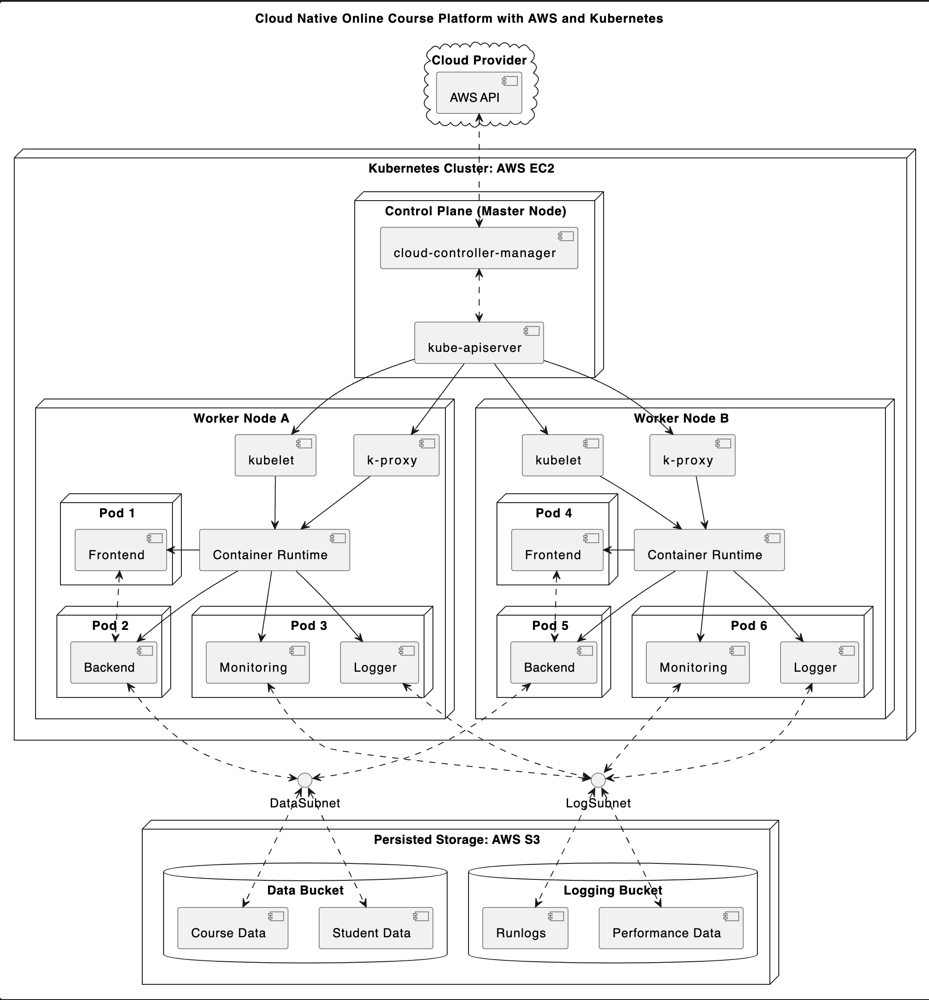 Cloud Native Online Course Platform with AWS and Kubernetes
Cloud Provider
AWS API
Kubernetes Cluster: AWS EC2
Control Plane (Master Node)
cloud-controller-manager
kube-apiserver
Worker Node A
kubelet
k-proxy
Pod 1
Frontend
Container Runtime
Pod 2
Backend
Pod 3
Monitoring
Logger
Worker Node B
kubelet
k-proxy
Pod 4
Frontend
Container Runtime
Pod 5
Backend
Pod 6
Monitoring
Logger
DataSubnet
LogSubnet
Persisted Storage: AWS S3
Data Bucket
Course Data
Student Data
Logging Bucket
Runlogs
Performance Data